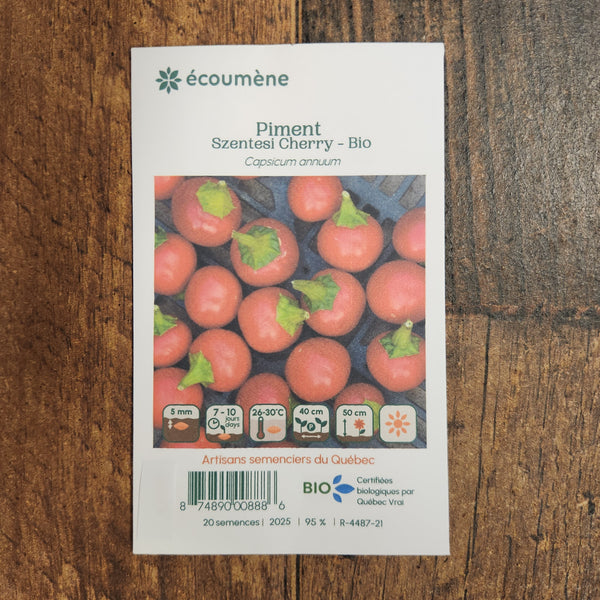 écoumène
Piment
Szentesi Cherry - Bio
Capsicum annuum
5 mm
7 - 10
jours
days
26-30°C
40 cm
P
50 cm
Artisans semenciers du Québec
8 74890 00888 6
BIO
Certifiées
biologiques par
Québec Vrai
20 semences | 2025 | 95 % | R-4487-21